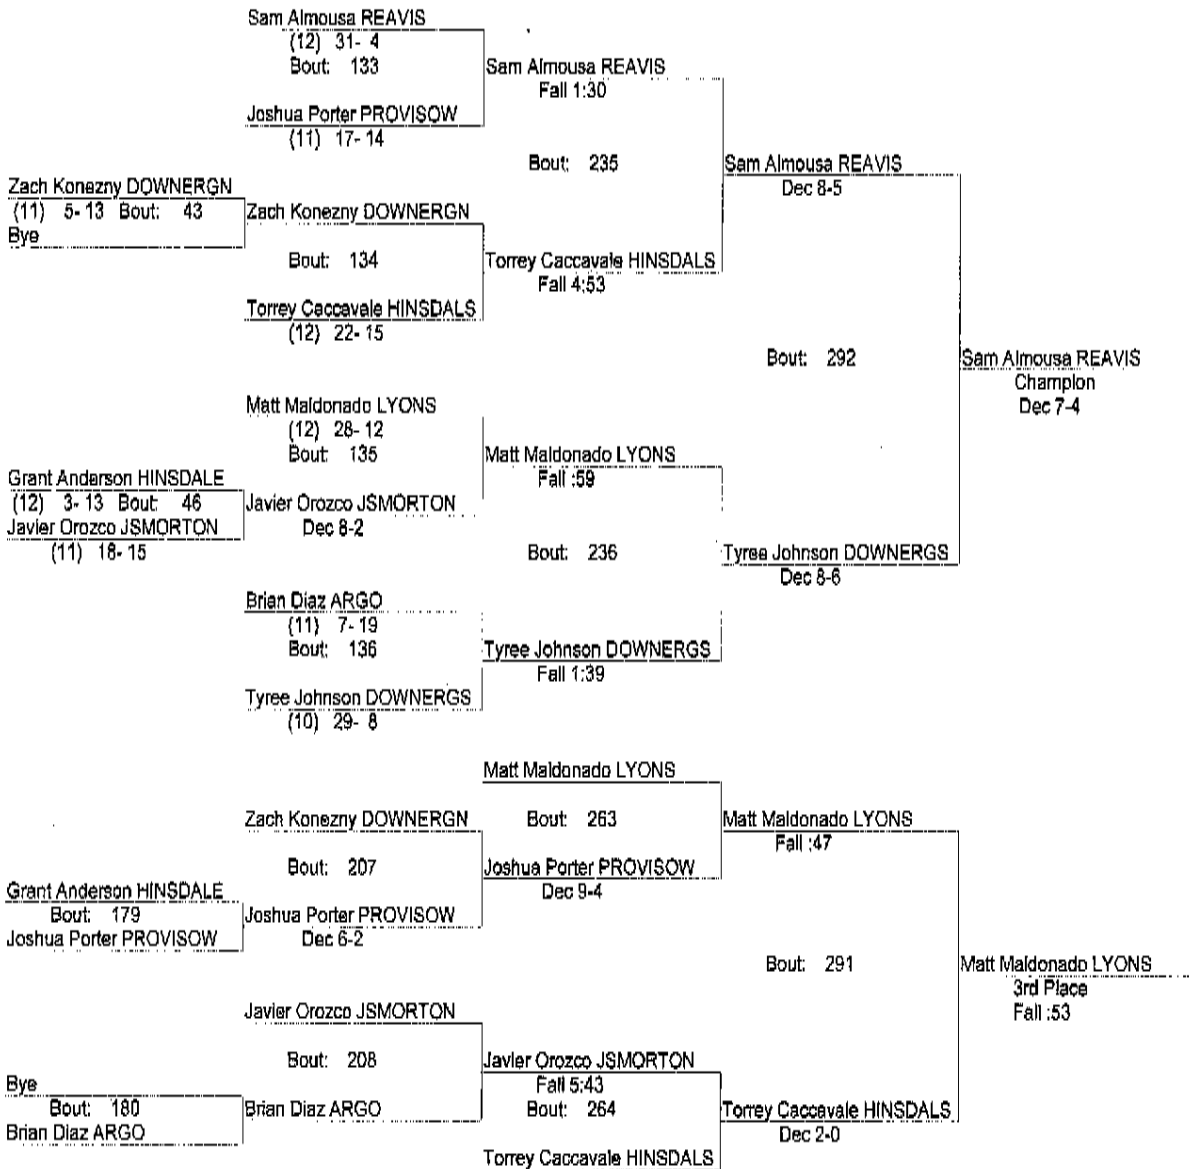 Sam Almousa REAVIS
(12) 31- 4
Bout: 133
Sam Almousa REAVIS
Fall 1:30
Joshua Porter PROVISOW
(11) 17- 14
Bout: 235
Sam Almousa REAVIS
Dec 8-5
Zach Konezny DOWNERGN
(11) 5- 13 Bout: 43
Bye
Zach Konezny DOWNERGN
Bout: 134
Torrey Caccavale HINSDALS
Fall 4:53
Torrey Caccavale HINSDALS
(12) 22- 15
Bout: 292
Sam Almousa REAVIS
Champion
Dec 7-4
Matt Maldonado LYONS
(12) 28- 12
Bout: 135
Matt Maldonado LYONS
Fall :59
Grant Anderson HINSDALE
(12) 3- 13 Bout: 46
Javier Orozco JSMORTON
(11) 18- 15
Javier Orozco JSMORTON
Dec 8-2
Bout: 236
Tyree Johnson DOWNERGS
Dec 8-6
Brian Diaz ARGO
(11) 7- 19
Bout: 136
Tyree Johnson DOWNERGS
Fall 1:39
Tyree Johnson DOWNERGS
(10) 29- 8
Matt Maldonado LYONS
Bout: 263
Matt Maldonado LYONS
Fall :47
Zach Konezny DOWNERGN
Bout: 207
Joshua Porter PROVISOW
Dec 9-4
Grant Anderson HINSDALE
Bout: 179
Joshua Porter PROVISOW
Joshua Porter PROVISOW
Dec 6-2
Bout: 291
Matt Maldonado LYONS
3rd Place
Fall :53
Javier Orozco JSMORTON
Bout: 208
Javier Orozco JSMORTON
Fall 5:43
Bye
Bout: 180
Brian Diaz ARGO
Brian Diaz ARGO
Bout: 264
Torrey Caccavale HINSDALS
Dec 2-0
Torrey Caccavale HINSDALS